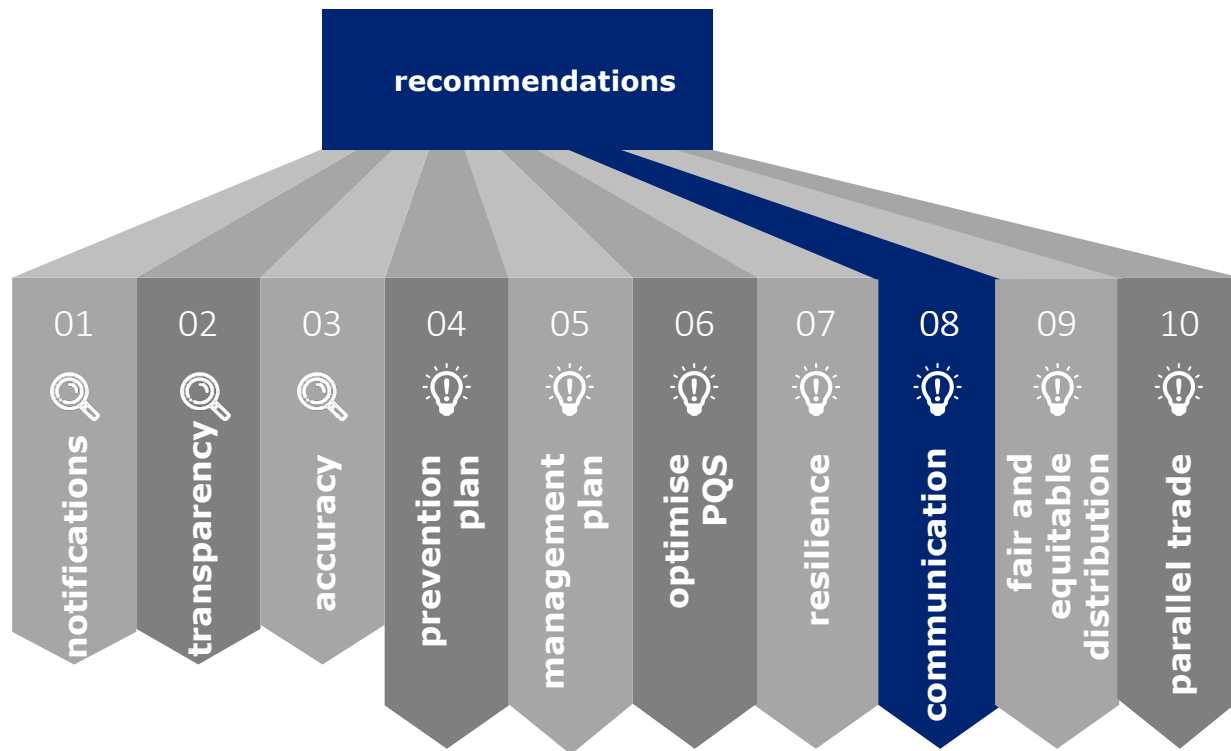 recommendations
01
notifications
02
transparency
03
accuracy
04
prevention
plan
05
management
plan
06
optimise
PQS
07
resilience
08
communication
09
fair and
equitable
distribution
10
parallel trade